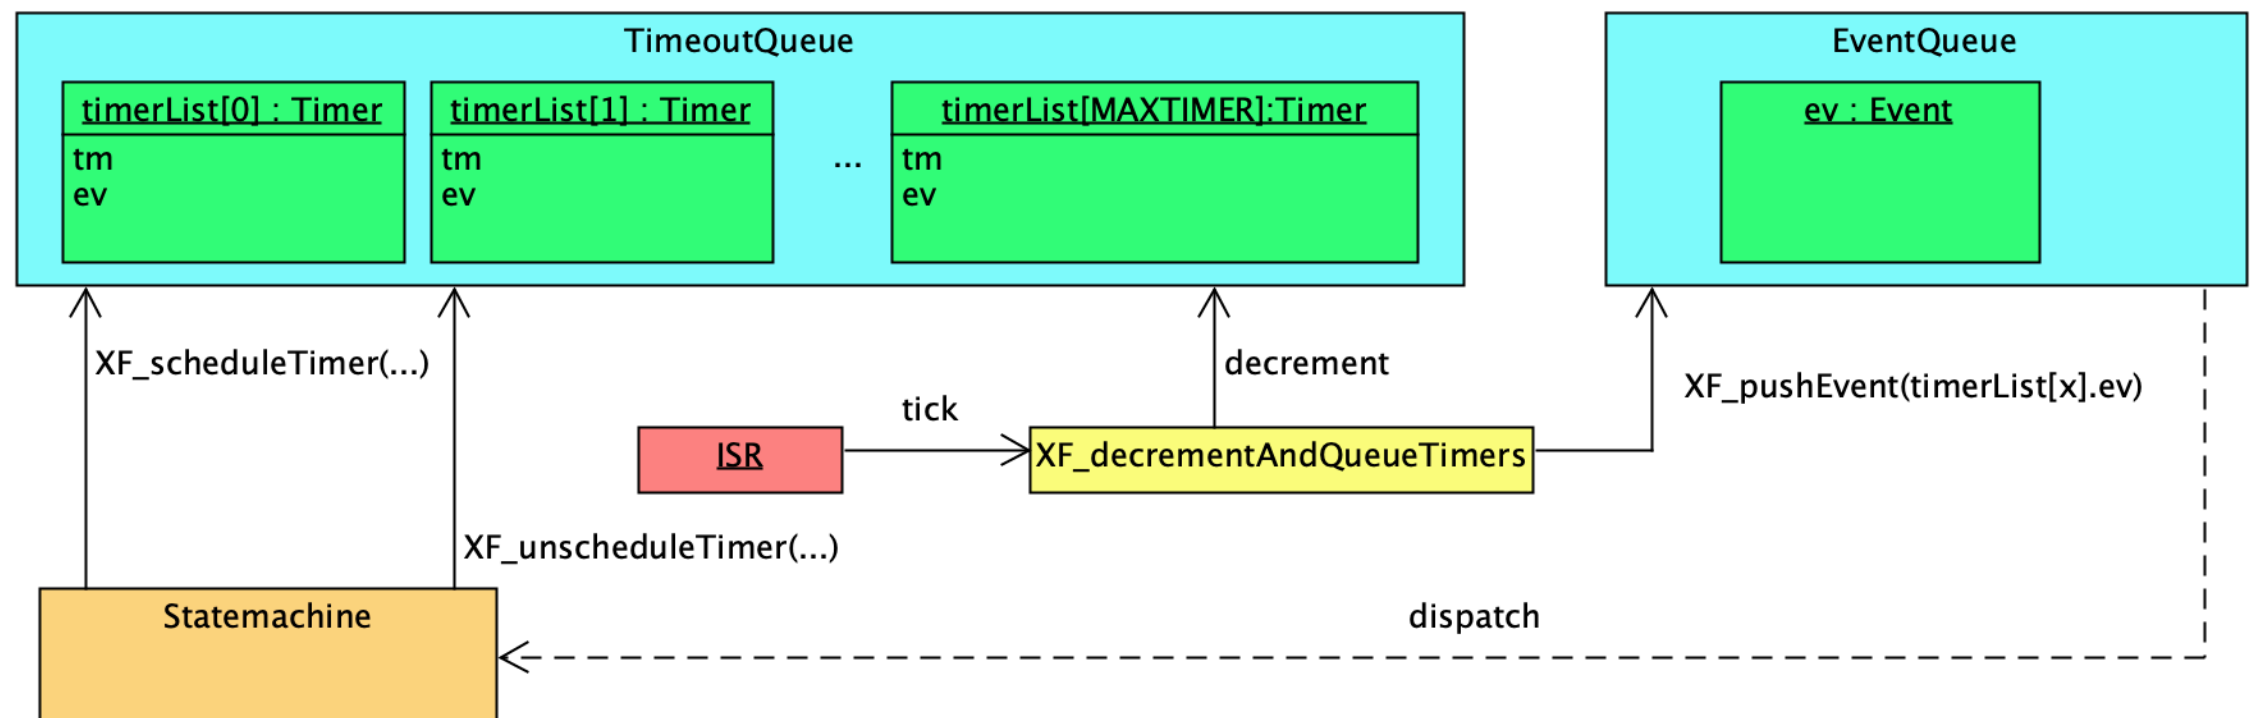 TimeoutQueue
EventQueue
timerList[0] : Timer
tm
ev
timerList[1] : Timer
tm
ev
...
timerList[MAXTIMER]:Timer
tm
ev
ev : Event
XF_scheduleTimer(...)
decrement
XF_pushEvent(timerList[x].ev)
tick
ISR
XF_decrementAndQueueTimers
XF_unscheduleTimer(...)
Statemachine
dispatch